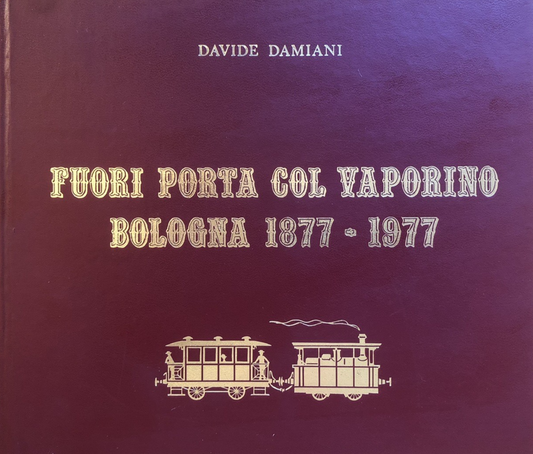 DAVIDE DAMIANI
FUORI PORTA COL VAPORINO
BOLOGNA 1877 - 1977